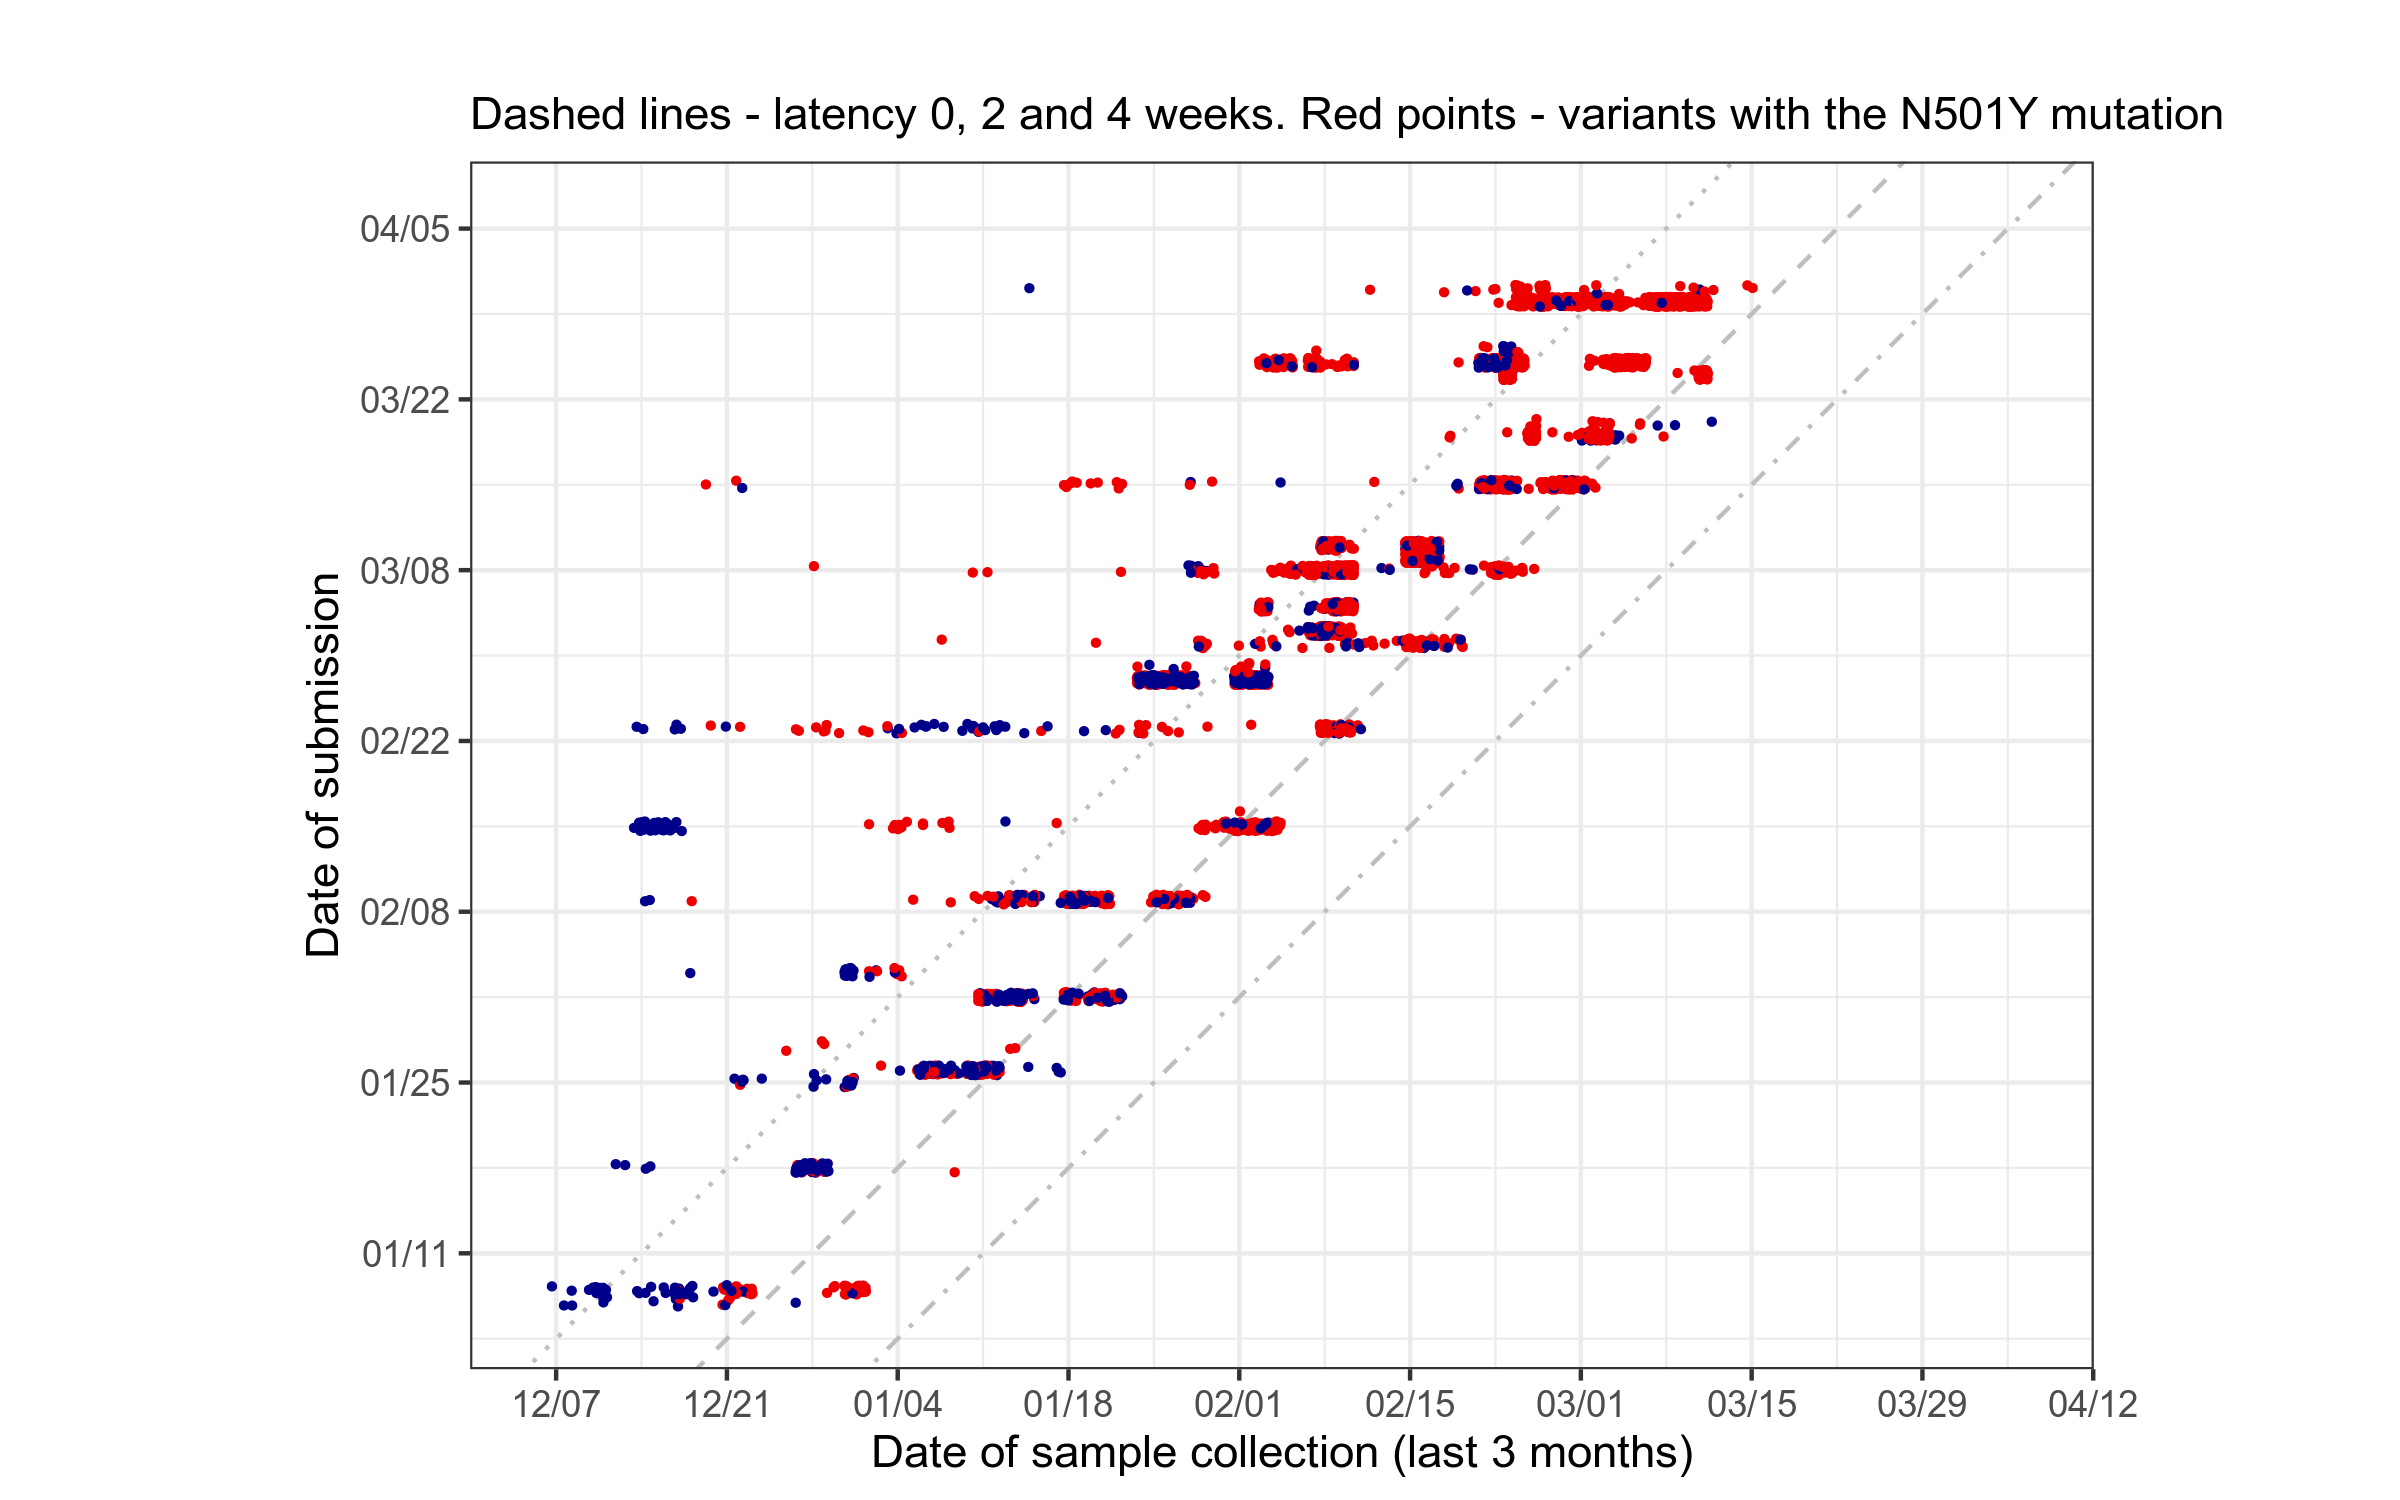 Dashed lines - latency 0, 2 and 4 weeks. Red points - variants with the N501Y mutation
Date of submission
04/05
03/22
03/08
02/22
02/08
01/25
01/11
12/07 12/21 01/04 01/18 02/01 02/15 03/01 03/15 03/29 04/12
Date of sample collection (last 3 months)